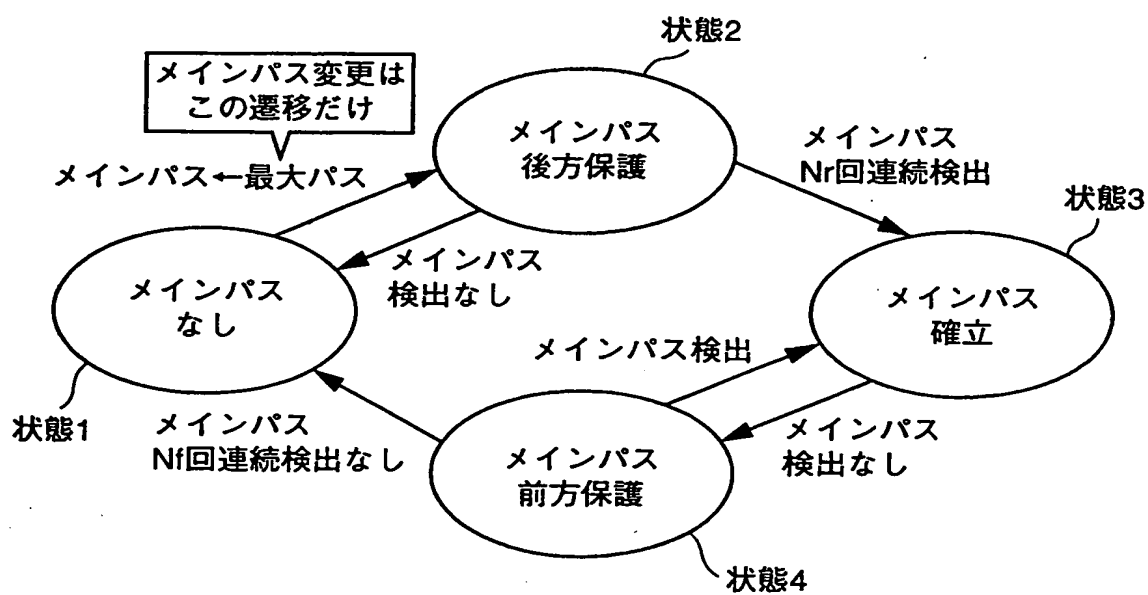 状態2
メインパス変更は
この遷移だけ
メインパス←最大パス
メインパス
後方保護
メインパス
Nr回連続検出
状態3
メインパス
検出なし
メインパス
なし
メインパス
確立
メインパス検出
状態1
メインパス
Nf回連続検出なし
メインパス
前方保護
メインパス
検出なし
状態4